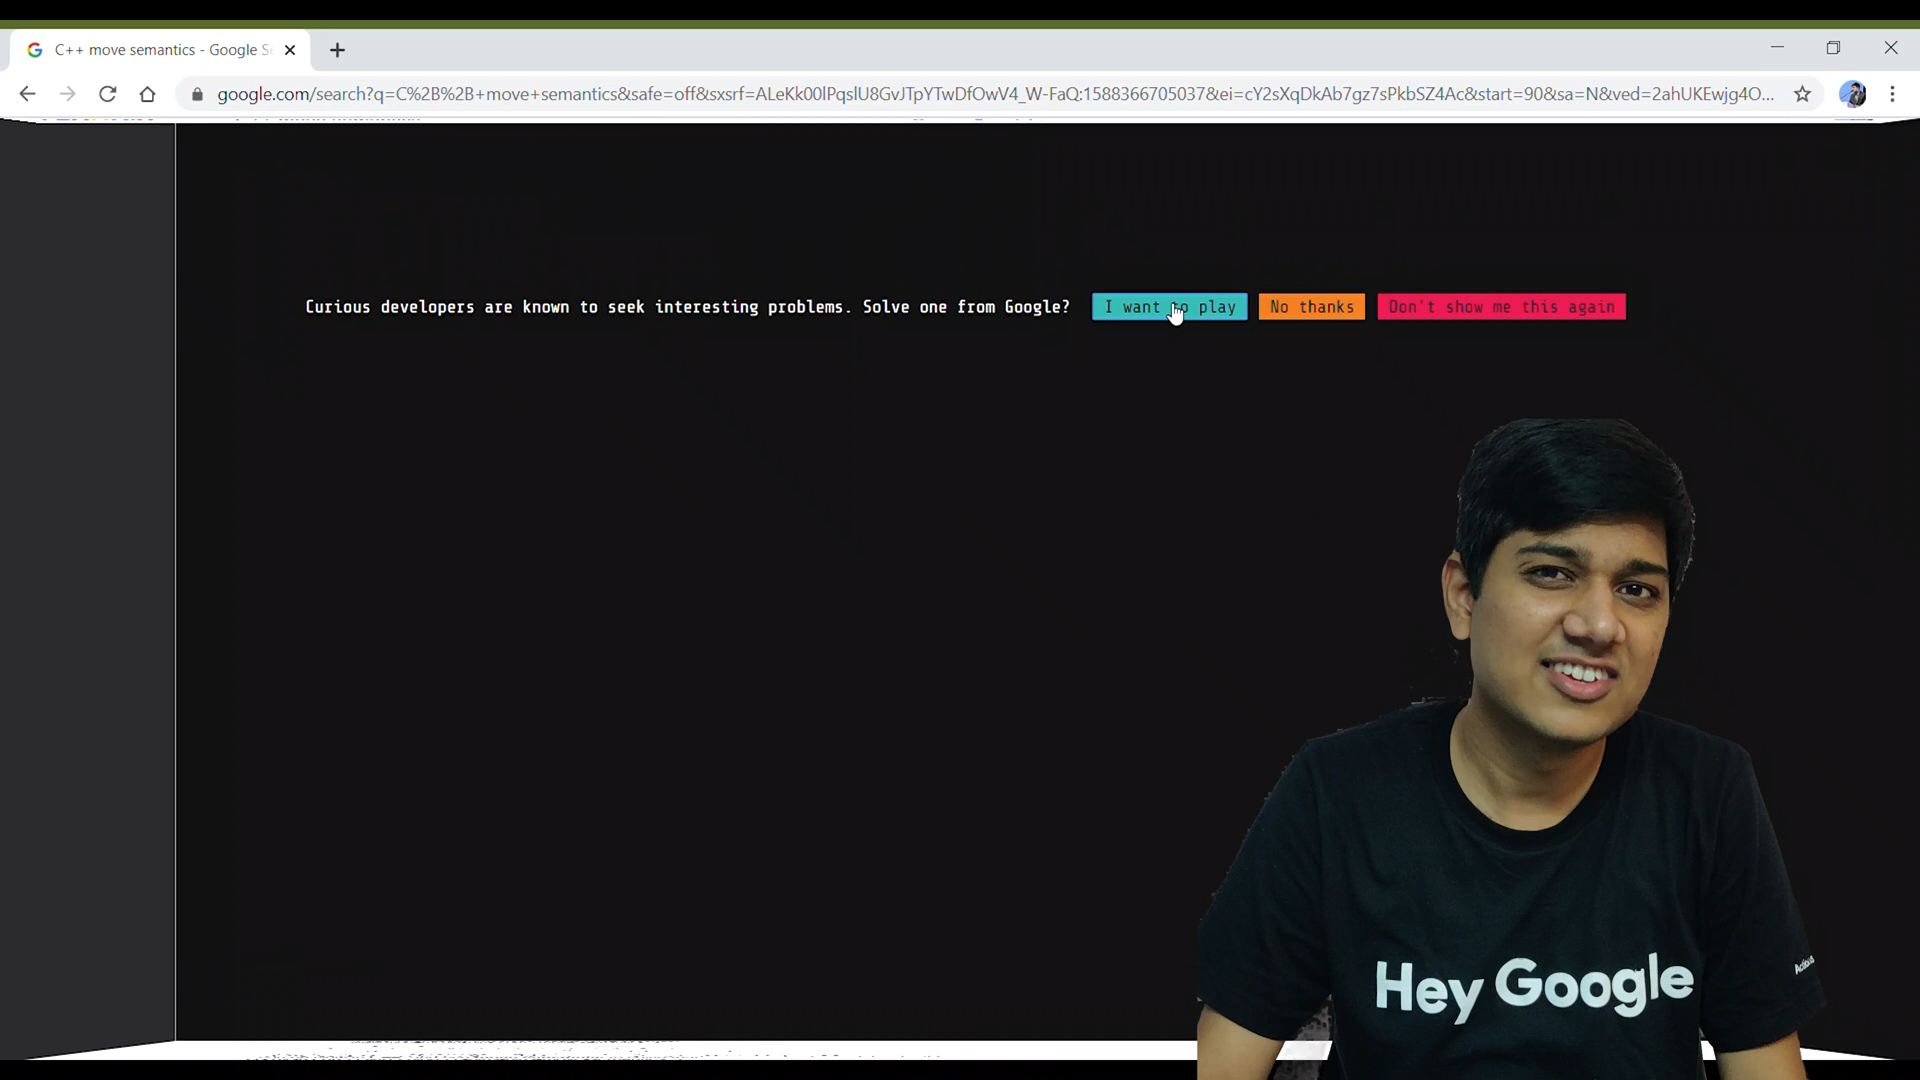 C++ move semantics - Google S
google.com/search?q=C%2B%2B+move+semantics&safe=off&sxsrf=ALeKk00lPqslU8GvJTpYTwDfOwV4_W-FaQ:1588366705037&ei=cY2sXqDkAb7gz7sPkbSZ4Ac&start=90&sa=N&ved=2ahUKEwjg4O...
Curious developers are known to seek interesting problems. Solve one from Google? I want to play No thanks Don't show me this again
Hey Google